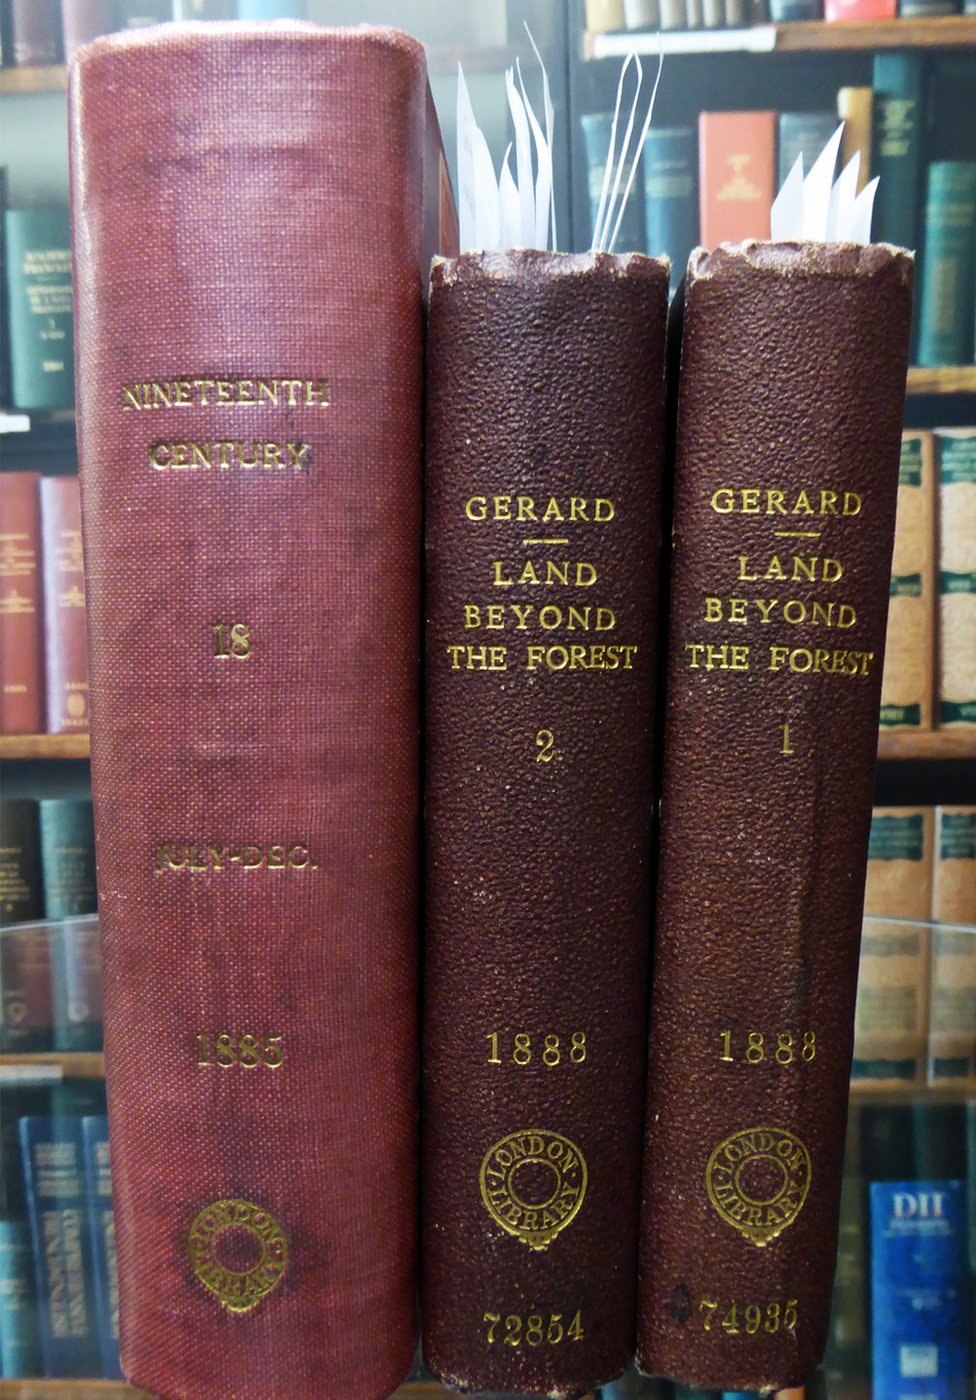 NINETEENTH
CENTURY
18
JULY-DEC.
1885
LONDON
LIBRARY
GERARD
LAND
BEYOND
THE FOREST
2
1888
LONDON
LIBRARY
72854
GERARD
LAND
BEYOND
THE FOREST
1
1888
LONDON
LIBRARY
74935
DII